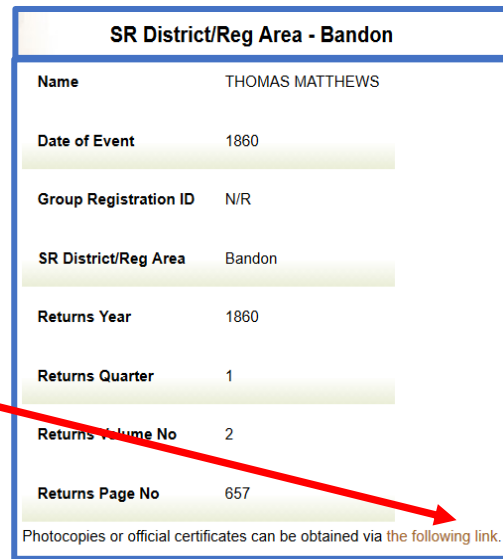 SR District/Reg Area - Bandon
Name THOMAS MATTHEWS
Date of Event 1860
Group Registration ID N/R
SR District/Reg Area Bandon
Returns Year 1860
Returns Quarter 1
Returns Volume No 2
Returns Page No 657
Photocopies or official certificates can be obtained via the following link.